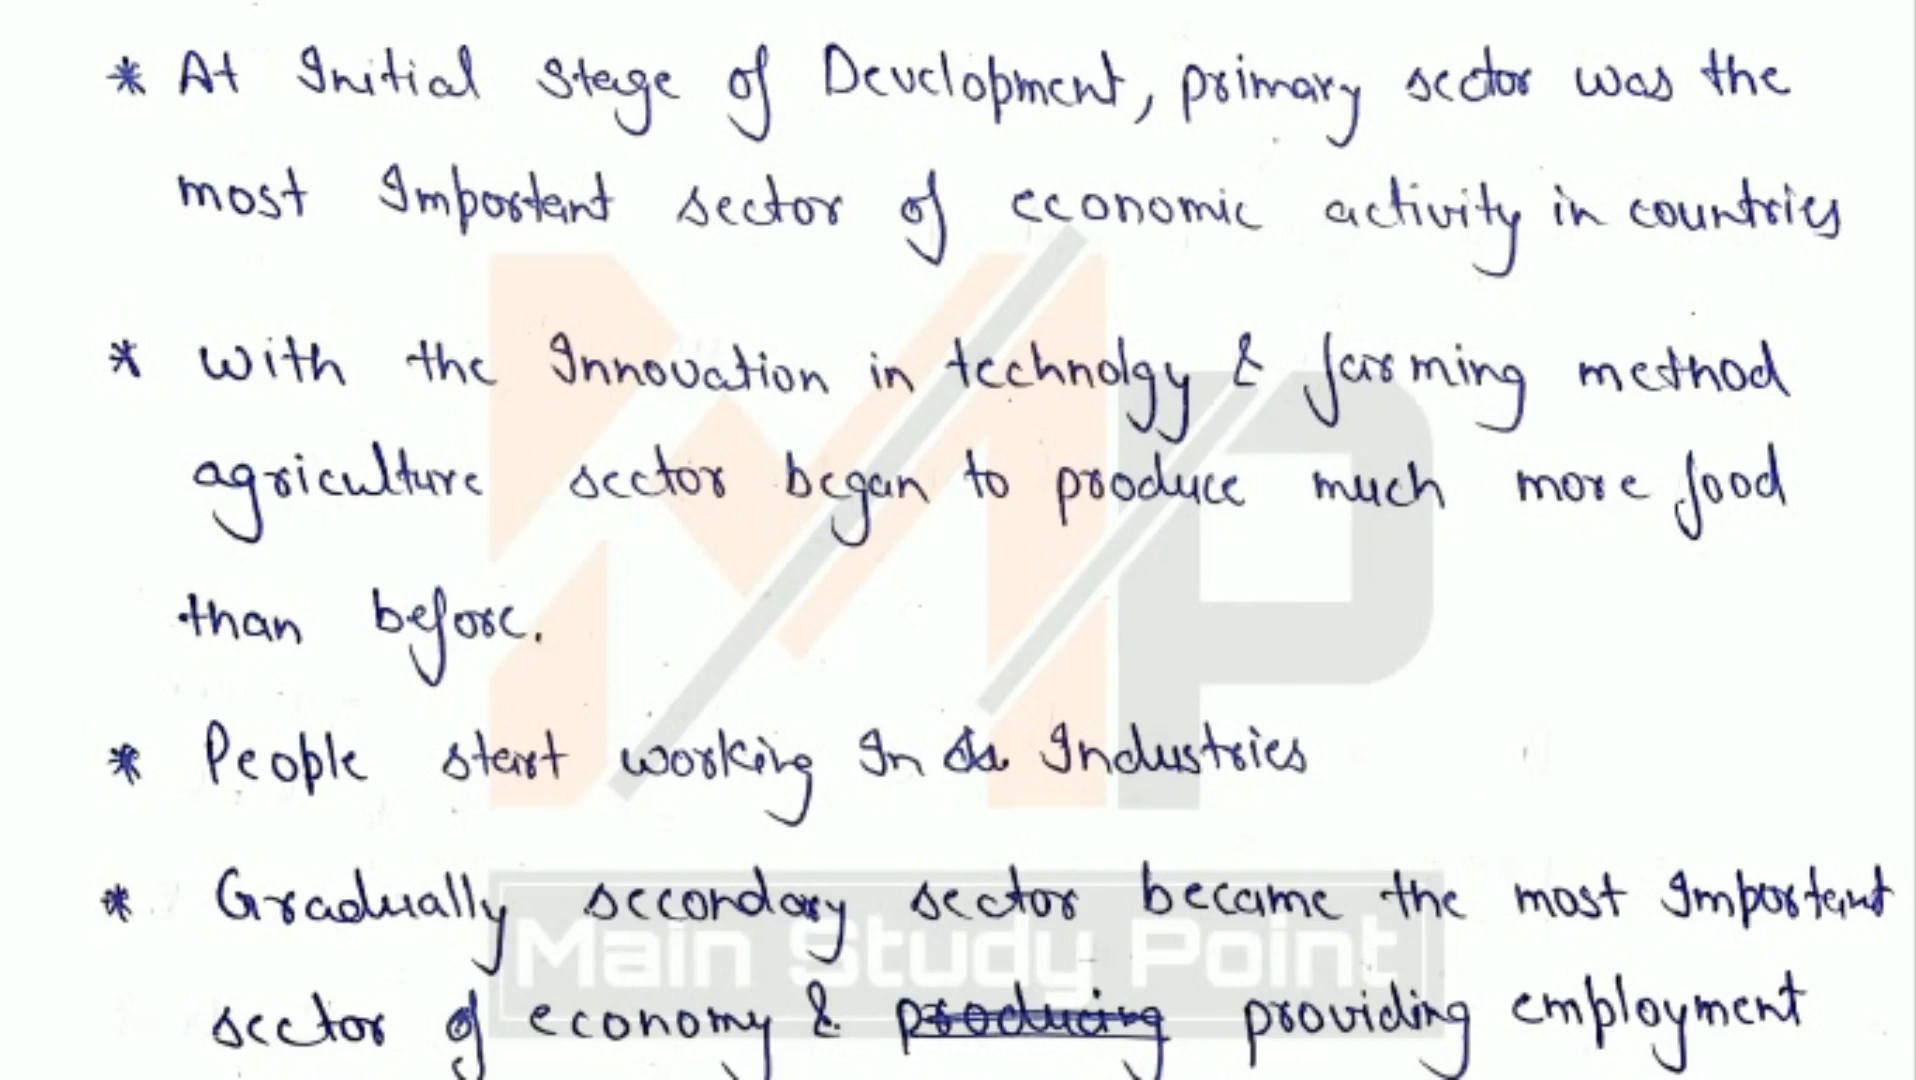 * At Initial Stage of Development, primary sector was the
most Important sector of economic activity in countries
* with the Innovation in technolgy & farming method
agriculture sector began to produce much more food
than before.
* People start working In Industries
* Gradually secondary sector became the most Important
Main Study Point
sector of economy & producing providing employment